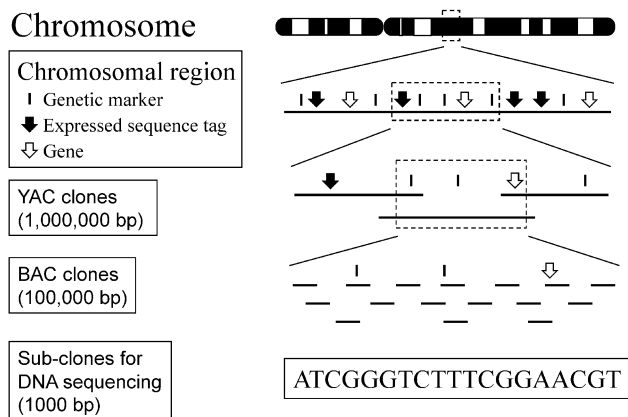 Chromosome
Chromosomal region
Genetic marker
Expressed sequence tag
Gene
YAC clones
(1,000,000 bp)
BAC clones
(100,000 bp)
Sub-clones for
DNA sequencing
(1000 bp)
ATCGGGTCTTTCGGAACGT